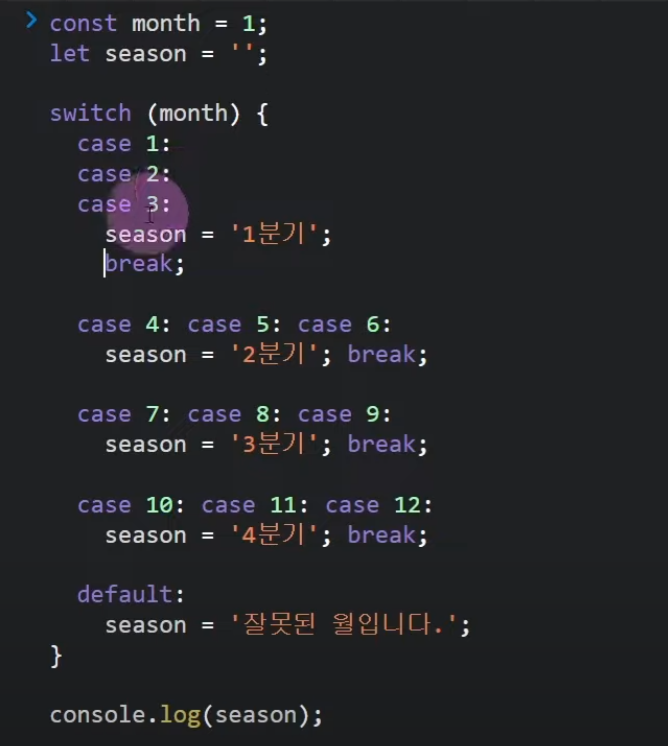 const month = 1;
let season = '';
switch (month) {
case 1:
case 2:
case 3:
season = '1분기';
break;
case 4: case 5: case 6:
season = '2분기'; break;
case 7: case 8: case 9:
season = '3분기'; break;
case 10: case 11: case 12:
season = '4분기'; break;
default:
season = '잘못된 월입니다.';
}
console.log(season);